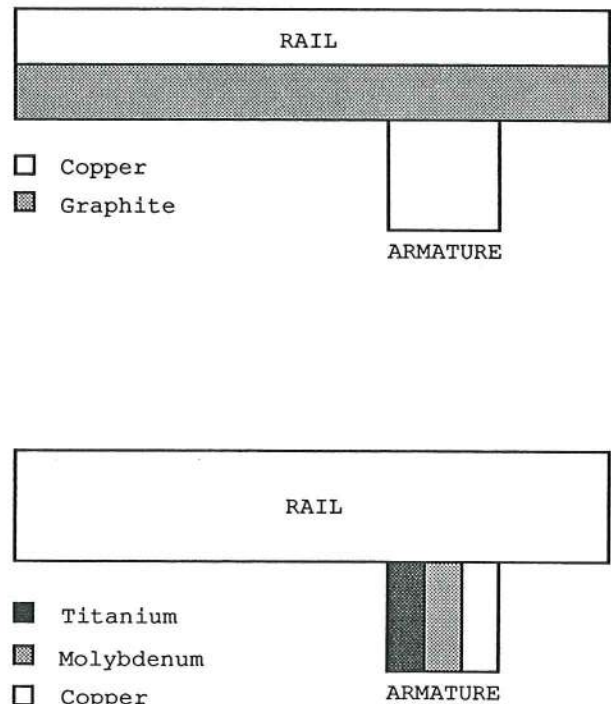 RAIL
Copper
Graphite
ARMATURE
RAIL
Titanium
Molybdenum
Copper
ARMATURE